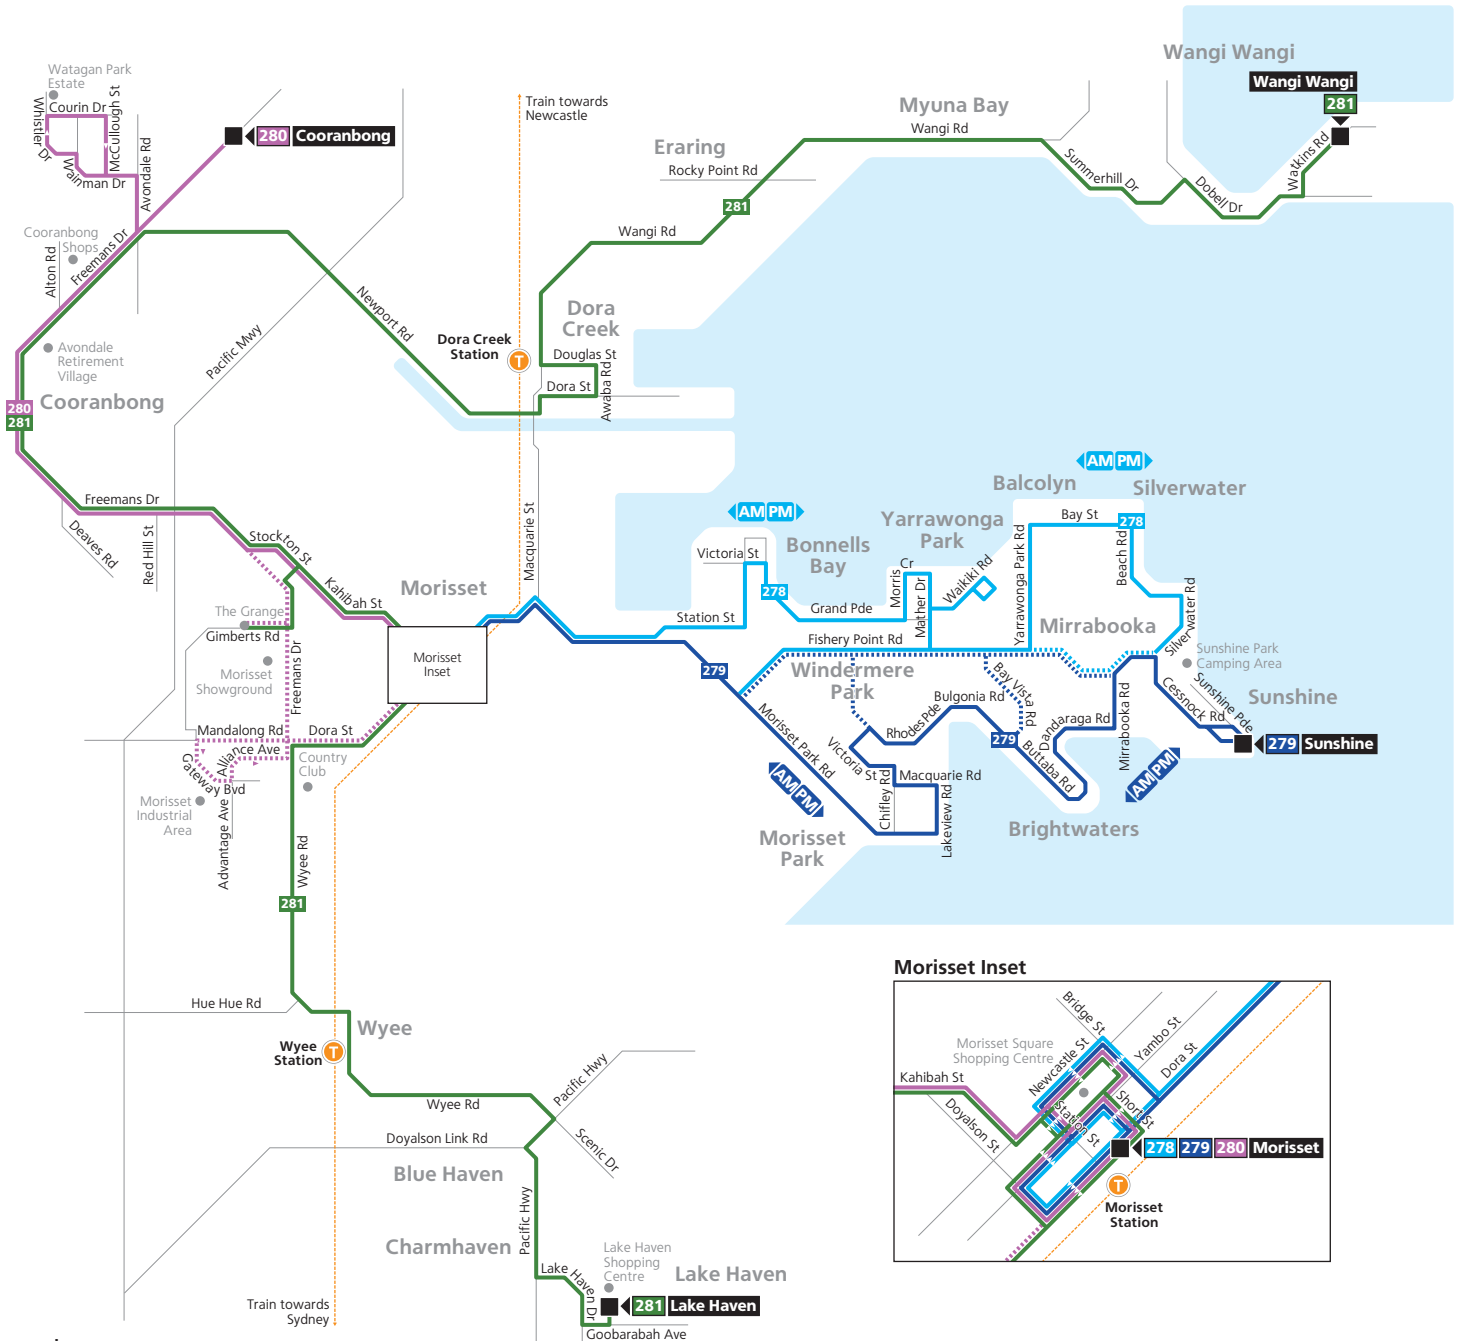 Wangi Wangi
Wangi Wangi
281
Watagan Park
Estate
Courin Dr
Whistler Dr
McCullough St
Wainman Dr
Avondale Rd
280 Cooranbong
Train towards
Newcastle
Myuna Bay
Wangi Rd
Eraring
Rocky Point Rd
281
Wangi Rd
Summerhill Dr
Dobell Dr
Watkins Rd
Cooranbong
Shops
Alton Rd
Freemans Dr
Newport Rd
Pacific Mwy
Avondale
Retirement
Village
Cooranbong
280
281
Dora Creek
Station
T
Dora
Creek
Douglas St
Dora St
Awaba Rd
Freemans Dr
Deaves Rd
Red Hill St
Stockton St
Kahibah St
Macquarie St
Morisset
The Grange
Gimberts Rd
Morisset
Showground
Freemans Dr
Morisset
Inset
Mandalong Rd
Dora St
Alliance Ave
Gateway Bvd
Country
Club
Morisset
Industrial
Area
Advantage Ave
Wyee Rd
281
AM PM
Balcolyn
Silverwater
AM PM
Yarrawonga
Park
Bonnells
Bay
Victoria St
278
Station St
Grand Pde
Morris Cr
Mather Dr
Waikiki Rd
Yarrawonga Park Rd
Bay St
278
Beach Rd
Silverwater Rd
Mirrabooka
Fishery Point Rd
279
Windermere
Park
Sunshine Park
Camping Area
Sunshine Pde
Sunshine
Cessnock Rd
279 Sunshine
Bay Vista Rd
Bulgonia Rd
Rhodes Pde
Victoria St
Morisset Park Rd
279
Dandaraga Rd
Buttaba Rd
Mirrabooka Rd
AM PM
AM PM
Macquarie Rd
Chifley Rd
Lakeview Rd
Morisset
Park
Brightwaters
Hue Hue Rd
Wyee
Wyee
Station
T
Wyee Rd
Pacific Hwy
Scenic Dr
Doyalson Link Rd
Blue Haven
Pacific Hwy
Charmhaven
Lake Haven Dr
Lake Haven
Shopping
Centre
Lake Haven
281 Lake Haven
Goobarabah Ave
Train towards
Sydney
Morisset Inset
Bridge St
Yambo St
Morisset Square
Shopping Centre
Newcastle St
Dora St
Kahibah St
Doyalson St
Station St
Short St
278 279 280 Morisset
T
Morisset
Station